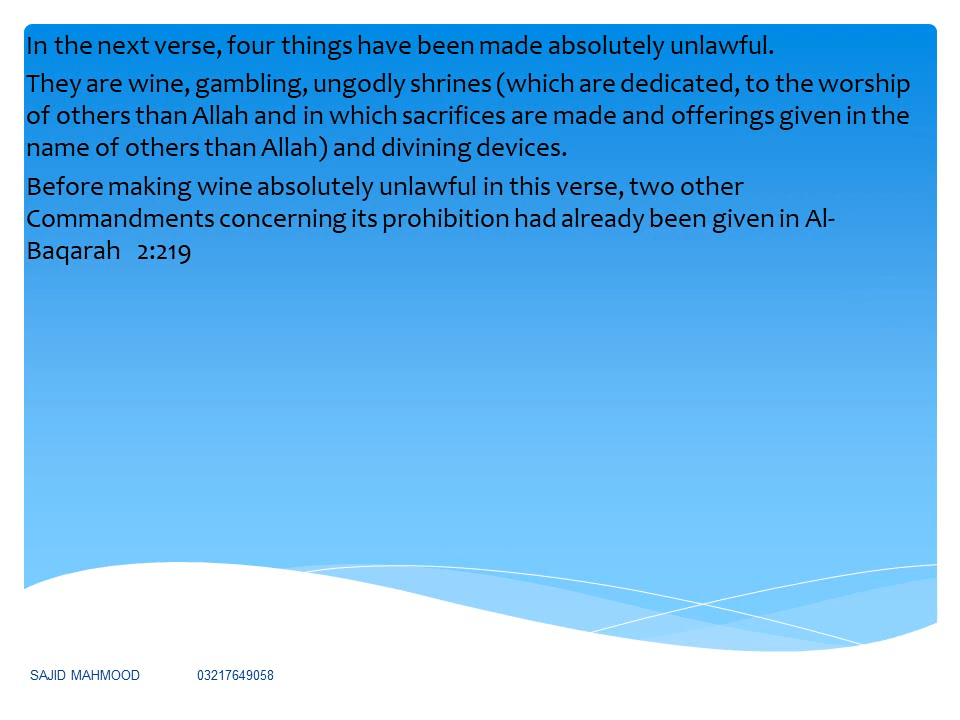 In the next verse, four things have been made absolutely unlawful.
They are wine, gambling, ungodly shrines (which are dedicated, to the worship
of others than Allah and in which sacrifices are made and offerings given in the
name of others than Allah) and divining devices.
Before making wine absolutely unlawful in this verse, two other
Commandments concerning its prohibition had already been given in Al-
Baqarah 2:219
SAJID MAHMOOD 03217649058